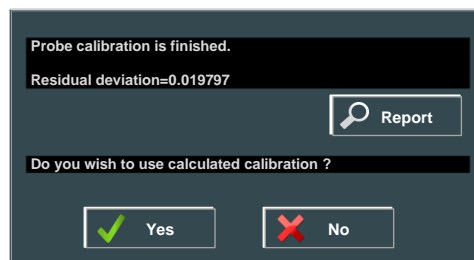 Probe calibration is finished.
Residual deviation=0.019797
Report
Do you wish to use calculated calibration ?
Yes No